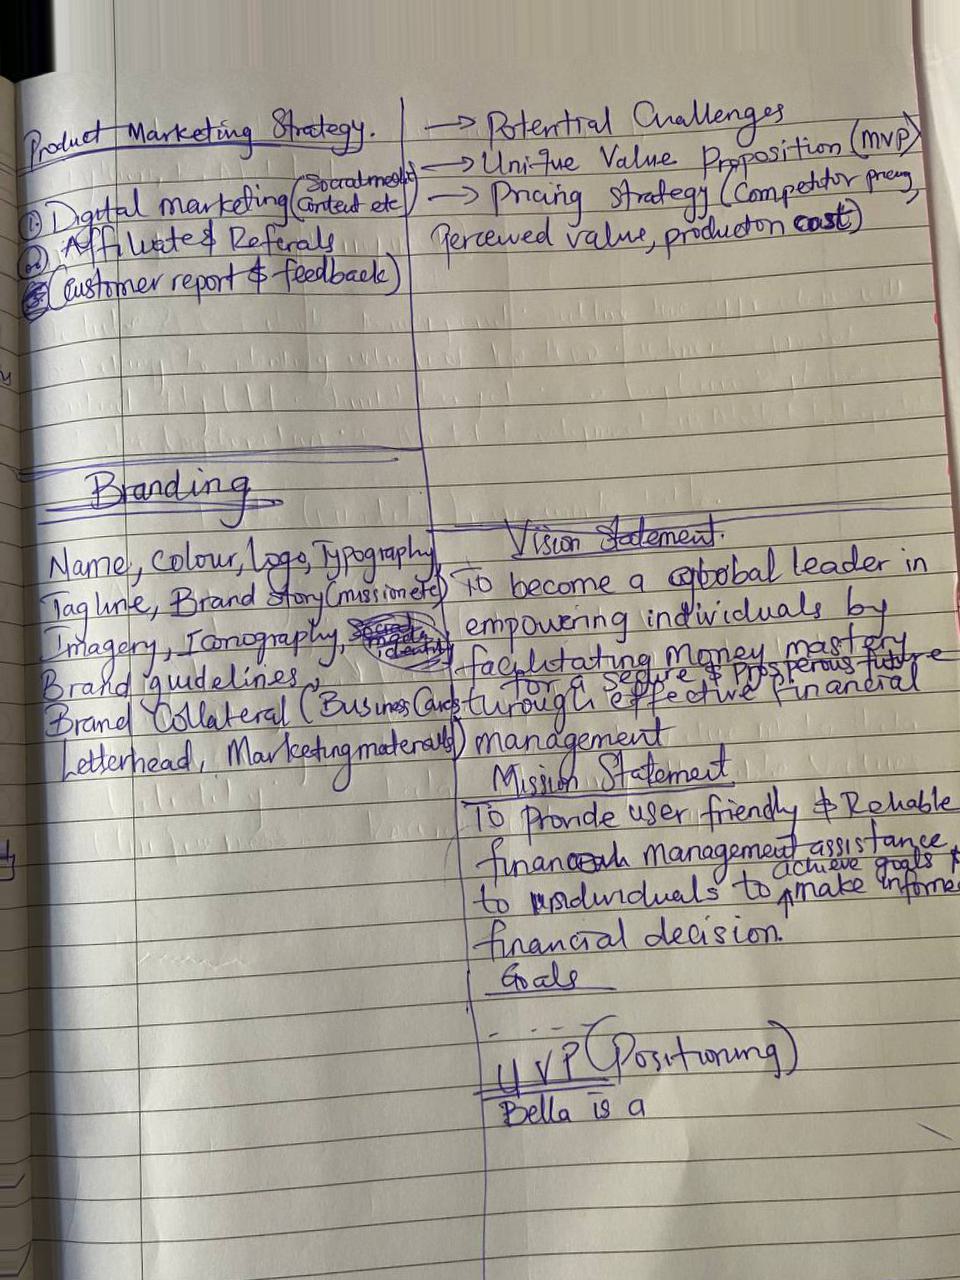 Product Marketing Strategy.
1. Digital marketing (Social media, Content etc)
2. Affiliate & Referals
(Customer report & feedback)
→ Potential Challenges
→ Unique Value Proposition (MVP)
→ Pricing Strategy (Competitor pricing,
Perceived value, production cost)
Branding
Name, Colour, Logo, Typography
Tagline, Brand Story (mission etc)
Imagery, Iconography,
Brand guidelines,
Brand Collateral (Business Cards
Letterhead, Marketing materials)
Vision Statement.
To become a global leader in
empowering individuals by
facilitating money mastery
for a secure & prosperous future
through effective financial
management
Mission Statement
To Provide user friendly & Reliable
financial management assistance
to individuals to achieve goals & make informed
financial decision.
Goals
UVP (Positioning)
Bella is a